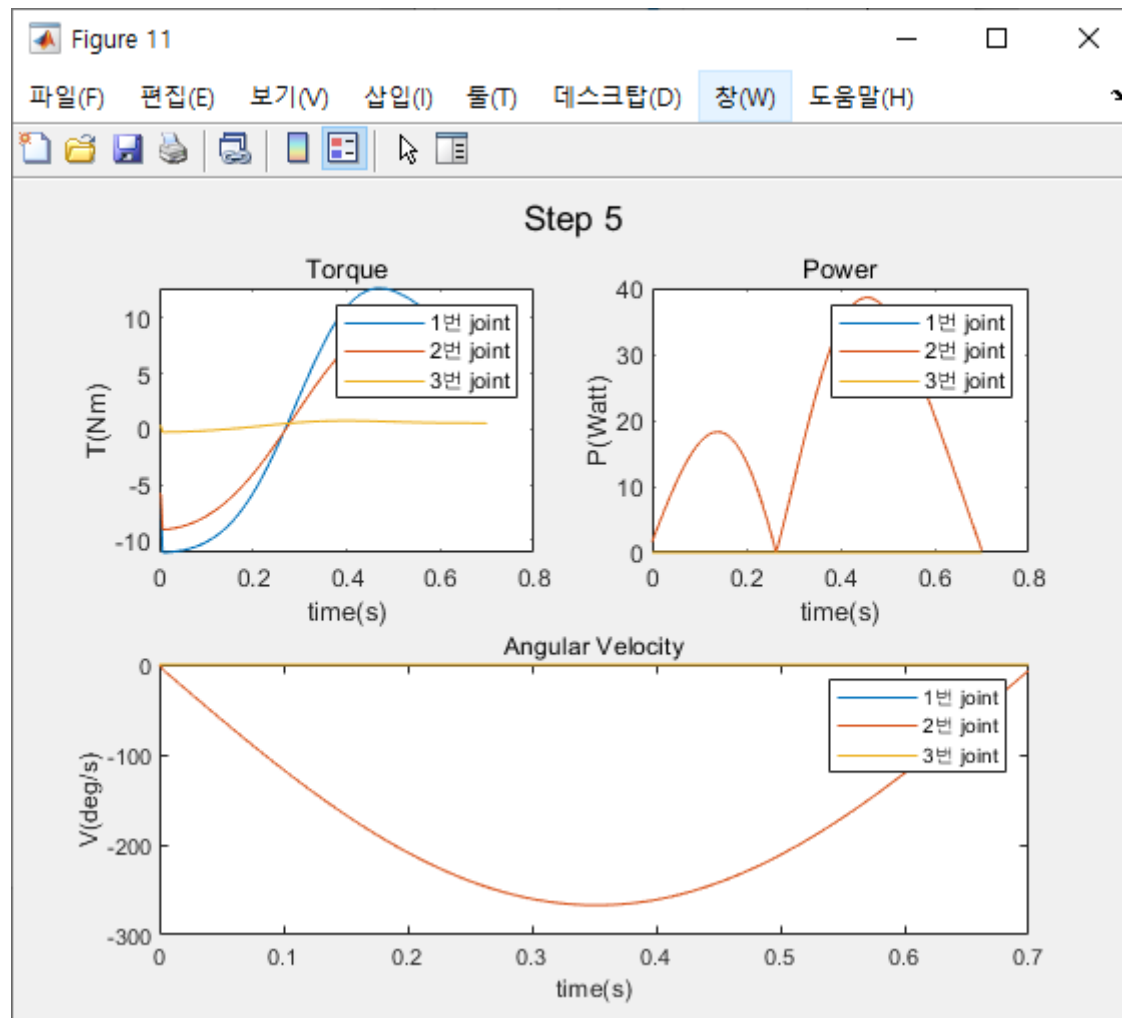 Figure 11
파일(F) 편집(E) 보기(V) 삽입(I) 툴(T) 데스크탑(D) 창(W) 도움말(H)
Step 5
Torque
T(Nm)
10
5
0
-5
-10
0 0.2 0.4 0.6 0.8
time(s)
1번 joint
2번 joint
3번 joint
Power
P(Watt)
40
30
20
10
0
0 0.2 0.4 0.6 0.8
time(s)
1번 joint
2번 joint
3번 joint
Angular Velocity
V(deg/s)
0
-100
-200
-300
0 0.1 0.2 0.3 0.4 0.5 0.6 0.7
time(s)
1번 joint
2번 joint
3번 joint